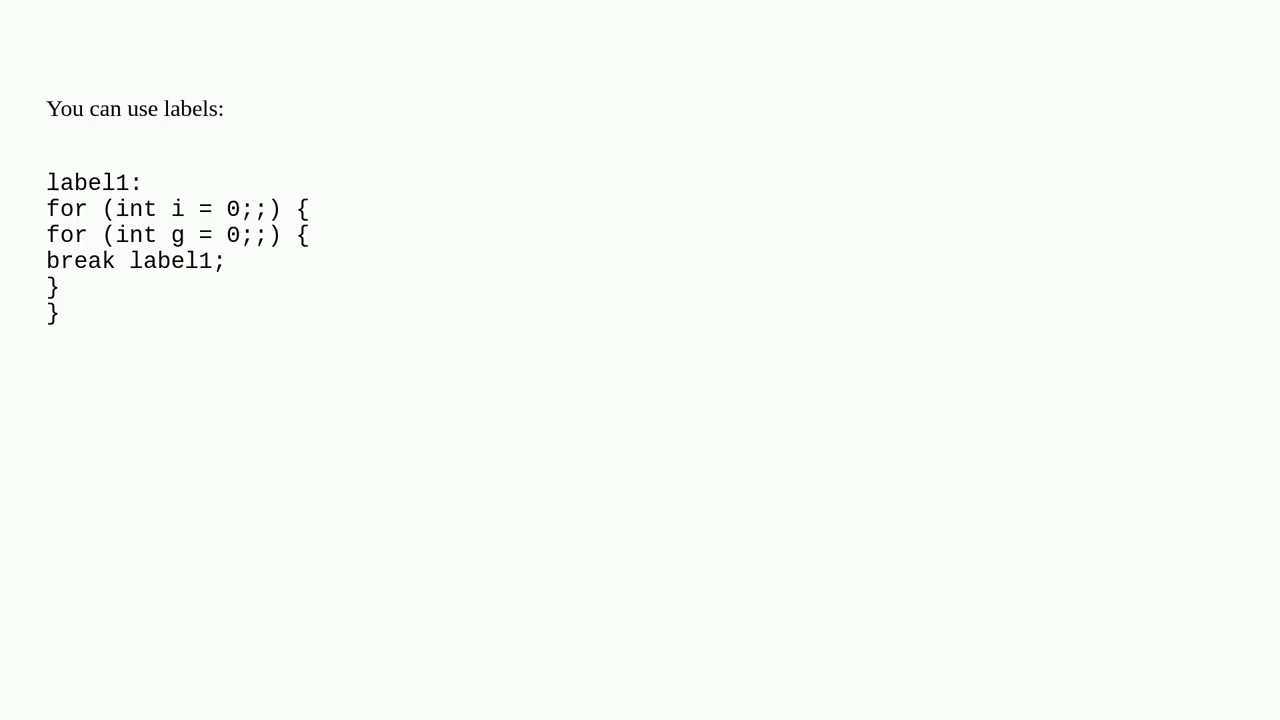 You can use labels:
label1:
for (int i = 0;;) {
for (int g = 0;;) {
break label1;
}
}